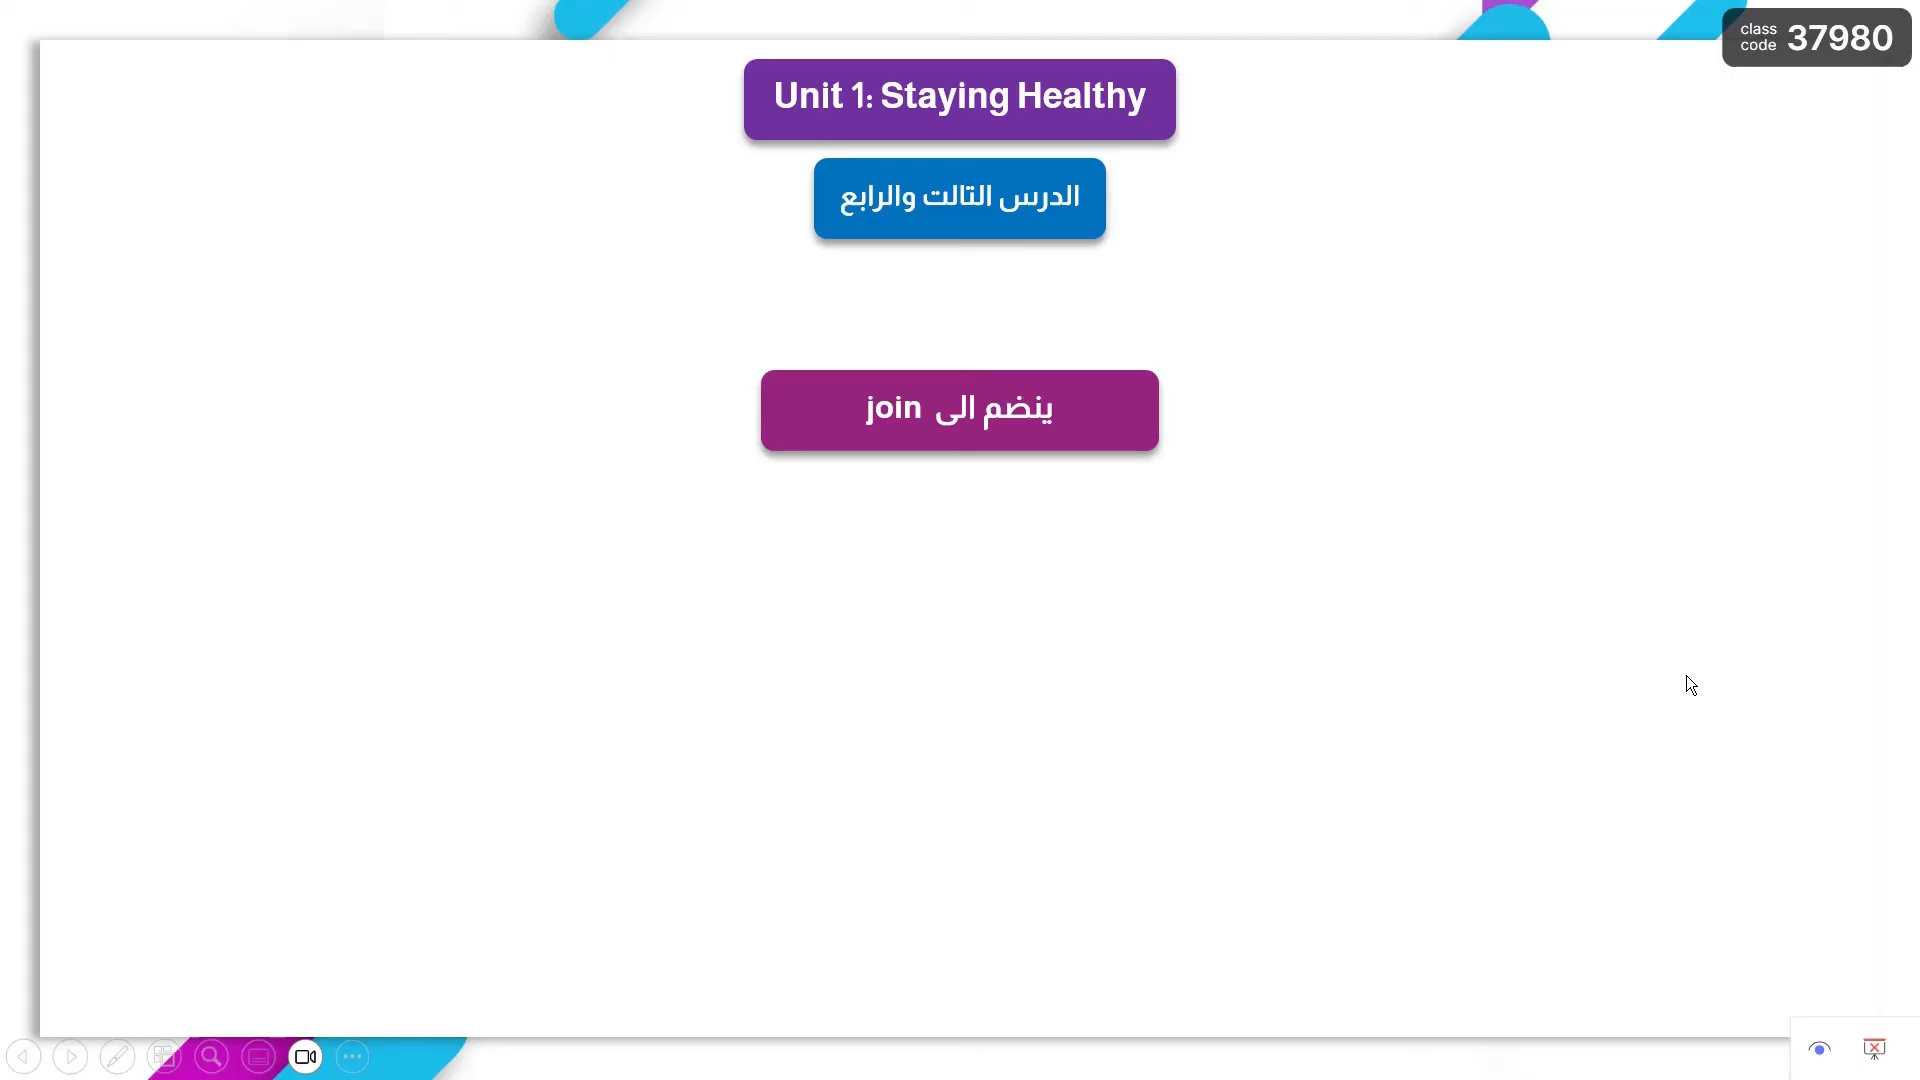 class
code 37980
Unit 1: Staying Healthy
الدرس التالت والرابع
ينضم الى join